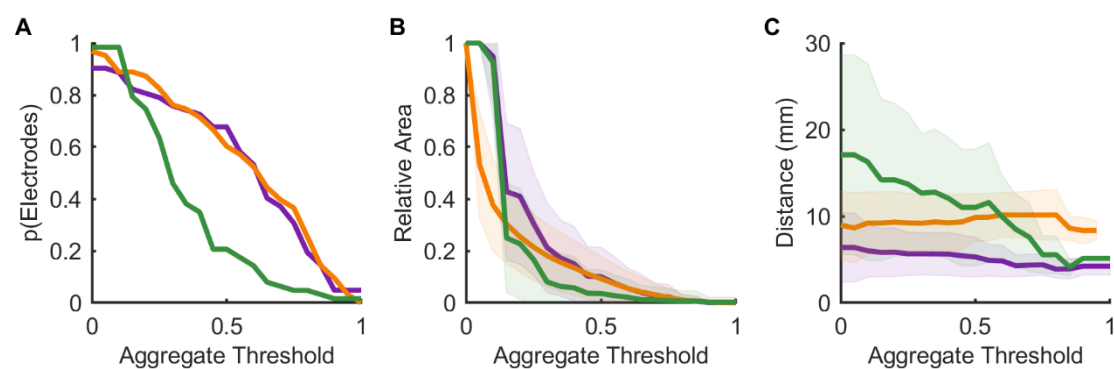 A
p(Electrodes)
1
0.8
0.6
0.4
0.2
0
0 0.5 1
Aggregate Threshold
B
Relative Area
1
0.8
0.6
0.4
0.2
0
0 0.5 1
Aggregate Threshold
C
Distance (mm)
30
20
10
0
0 0.5 1
Aggregate Threshold